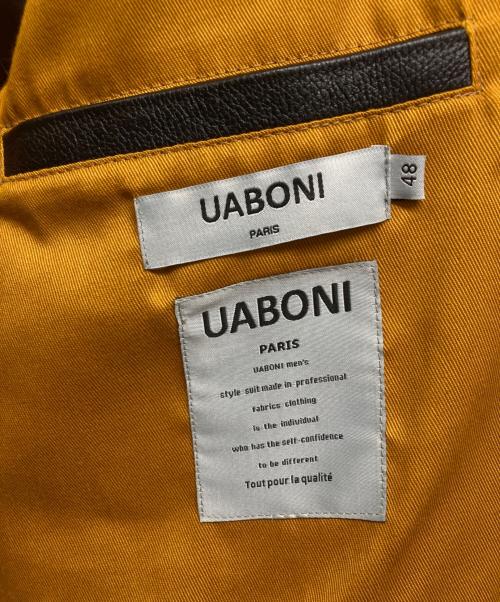 UABONI
PARIS
48
UABONI
PARIS
UABONI men's
style suit made in professional
fabrics clothing
is the individual
who has the self-confidence
to be different
Tout pour la qualité